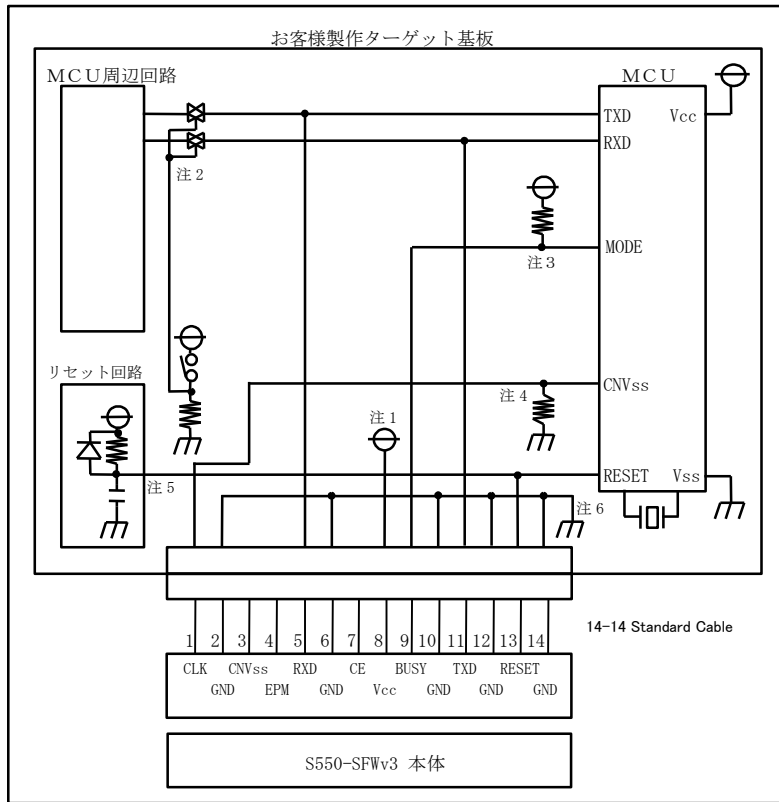 お客様製作ターゲット基板
MCU周辺回路
MCU
TXD
Vcc
RXD
注2
注3
MODE
リセット回路
注4
CNVss
注1
注5
RESET
Vss
注6
14-14 Standard Cable
1 2 3 4 5 6 7 8 9 10 11 12 13 14
CLK CNVss RXD CE BUSY TXD RESET
GND EPM GND Vcc GND GND GND
S550-SFWv3 本体